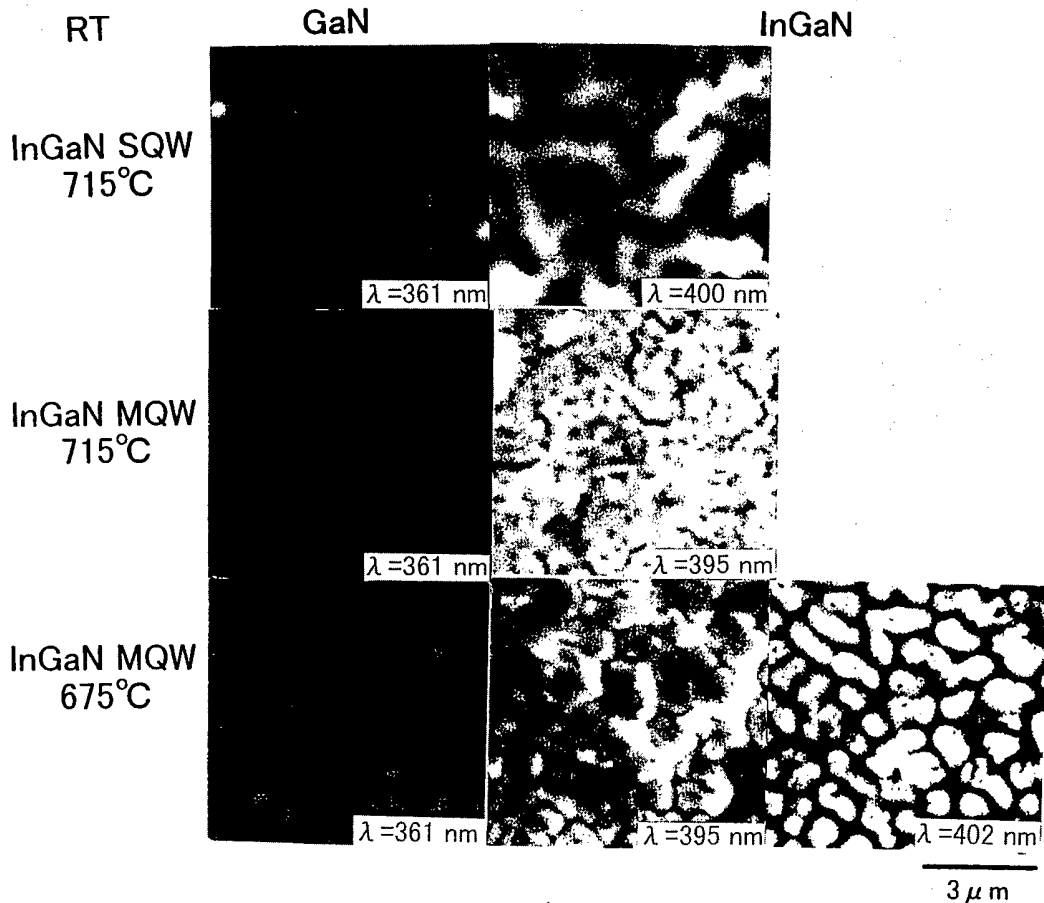 RT
GaN
InGaN
InGaN SQW
715°C
λ=361 nm
λ=400 nm
InGaN MQW
715°C
λ=361 nm
λ=395 nm
InGaN MQW
675°C
λ=361 nm
λ=395 nm
λ=402 nm
3 μm